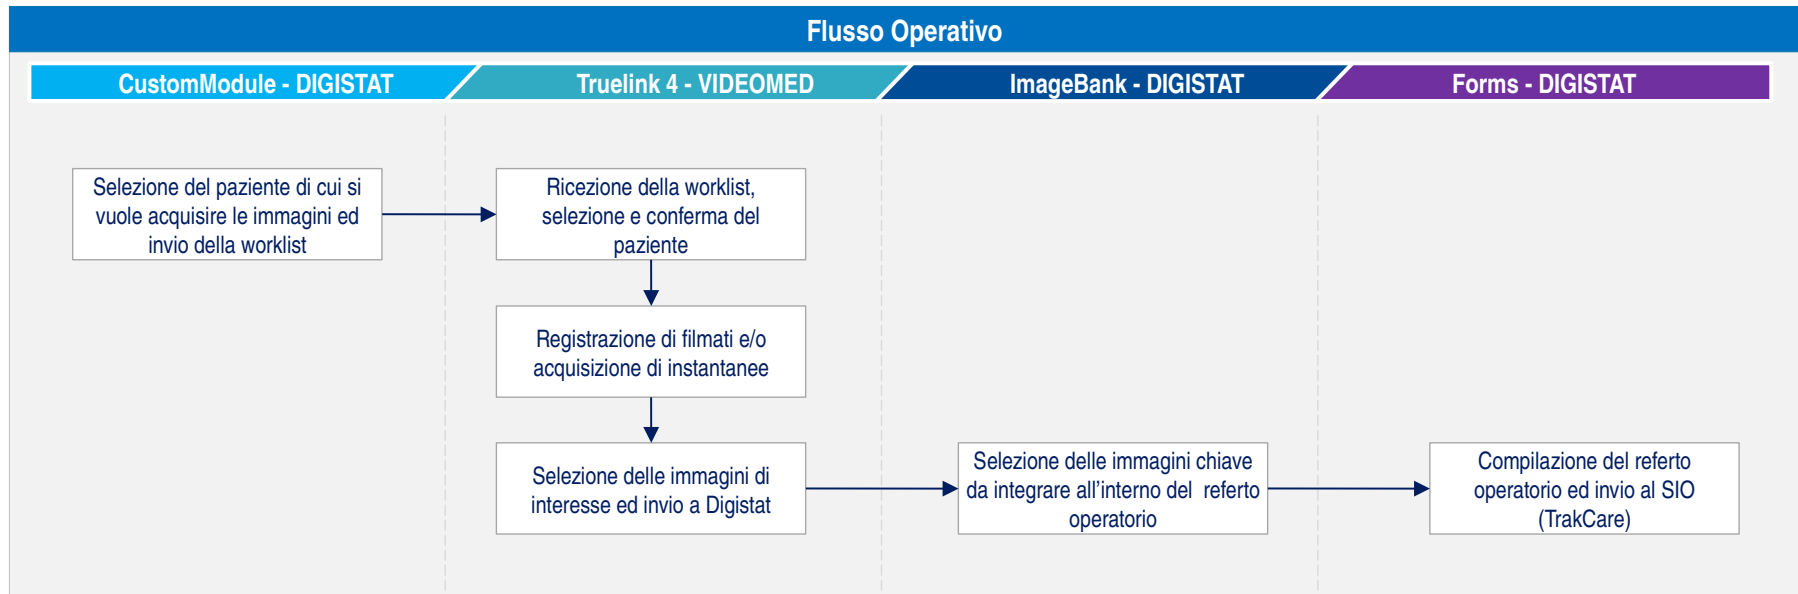 Flusso Operativo
CustomModule - DIGISTAT
Truelink 4 - VIDEOMED
ImageBank - DIGISTAT
Forms - DIGISTAT
Selezione del paziente di cui si
vuole acquisire le immagini ed
invio della worklist
Ricezione della worklist,
selezione e conferma del
paziente
Registrazione di filmati e/o
acquisizione di instantanee
Selezione delle immagini di
interesse ed invio a Digistat
Selezione delle immagini chiave
da integrare all'interno del  referto
operatorio
Compilazione del referto
operatorio ed invio al SIO
(TrakCare)